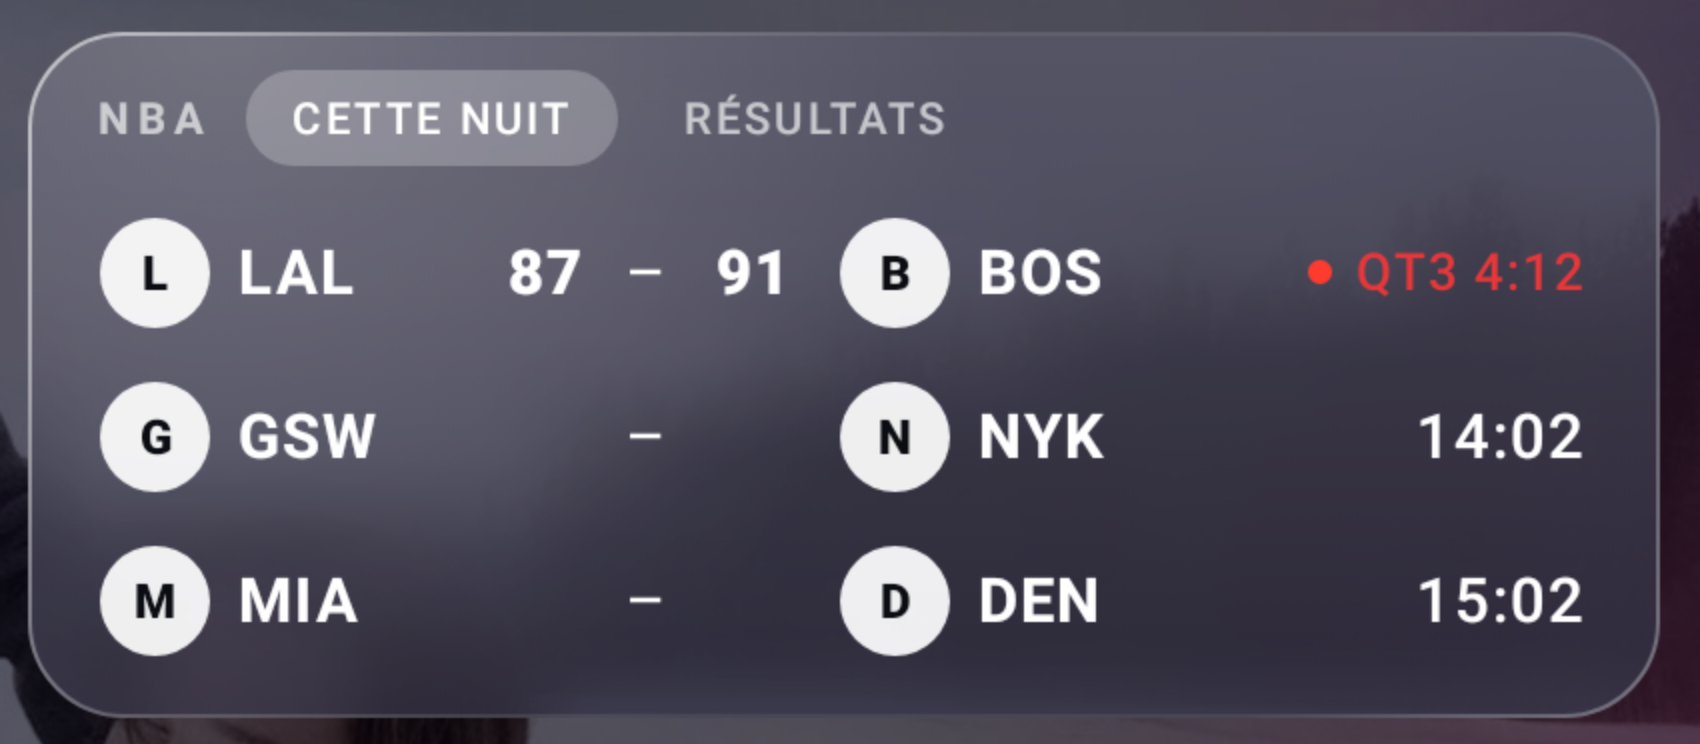 NBA CETTE NUIT RÉSULTATS
L LAL 87 – 91 B BOS QT3 4:12
G GSW – N NYK 14:02
M MIA – D DEN 15:02